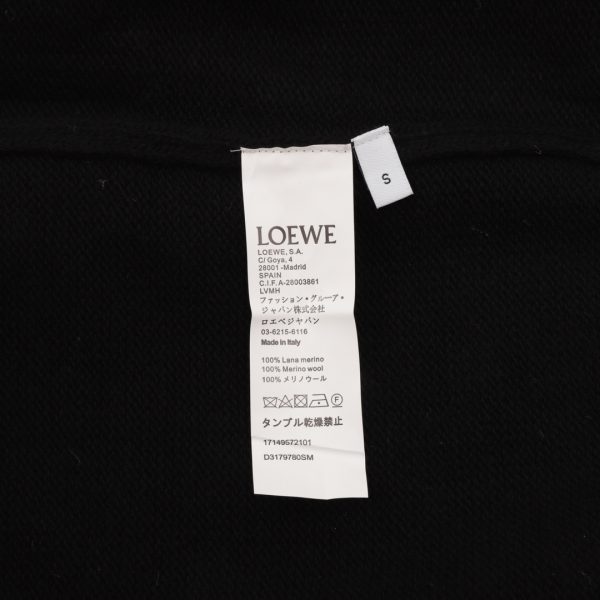 S
LOEWE
LOEWE, S.A.
C/ Goya, 4
28001 -Madrid
SPAIN
C.I.F. A-28003861
LVMH
ファッション・グループ・
ジャパン株式会社
ロエベジャパン
03-6215-6116
Made in Italy
100% Lana merino
100% Merino wool
100% メリノウール
F
タンブル乾燥禁止
17149572101
D3179780SM